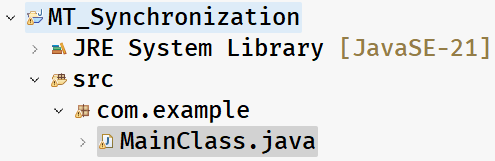 MT_Synchronization
JRE System Library [JavaSE-21]
src
com.example
MainClass.java